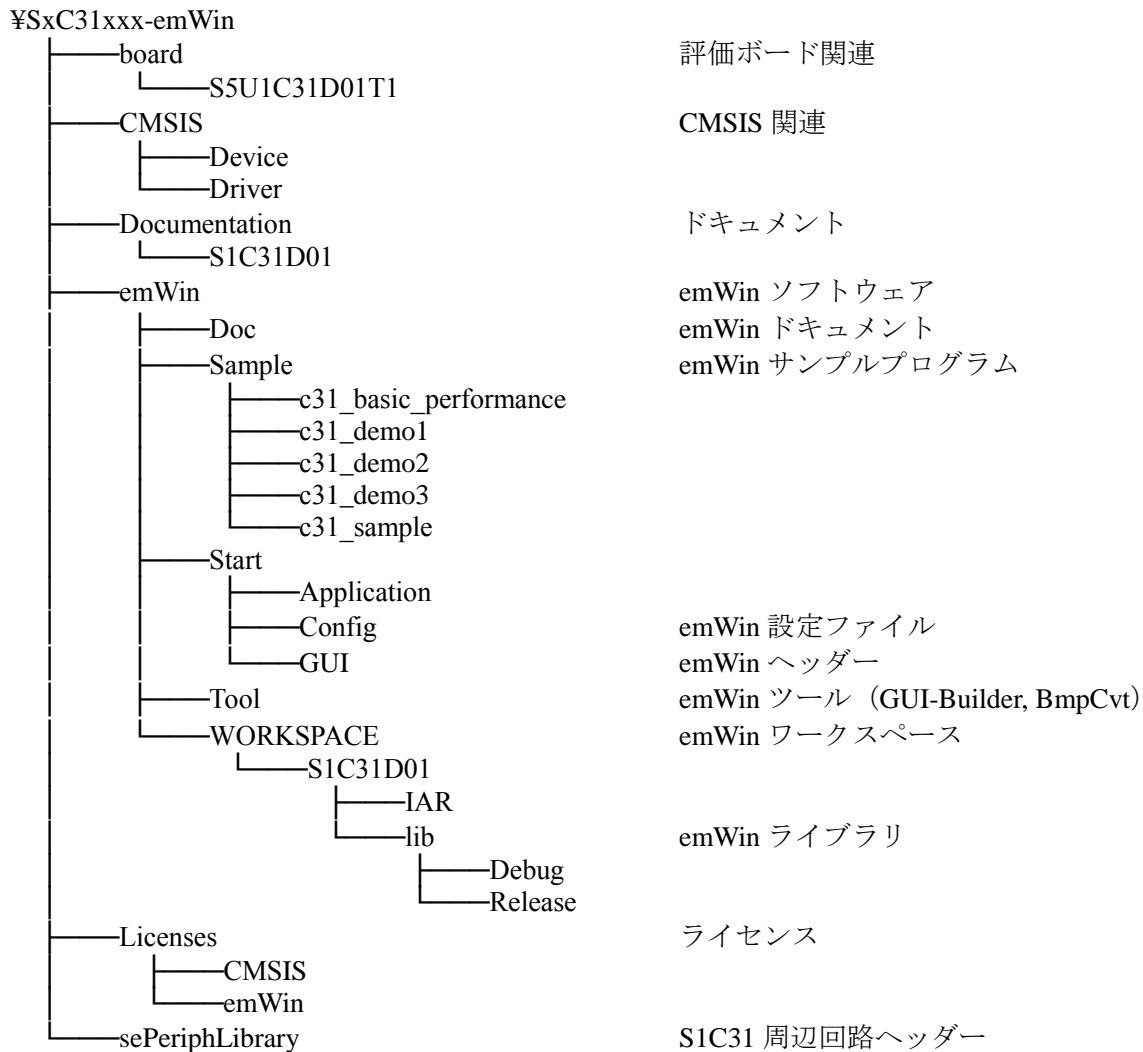 ¥SxC31xxx-emWin
board 評価ボード関連
S5U1C31D01T1
CMSIS CMSIS 関連
Device
Driver
Documentation ドキュメント
S1C31D01
emWin emWin ソフトウェア
Doc emWin ドキュメント
Sample emWin サンプルプログラム
c31_basic_performance
c31_demo1
c31_demo2
c31_demo3
c31_sample
Start
Application
Config emWin 設定ファイル
GUI emWin ヘッダー
Tool emWin ツール（GUI-Builder, BmpCvt）
WORKSPACE emWin ワークスペース
S1C31D01
IAR
lib emWin ライブラリ
Debug
Release
Licenses ライセンス
CMSIS
emWin
sePeriphLibrary S1C31 周辺回路ヘッダー